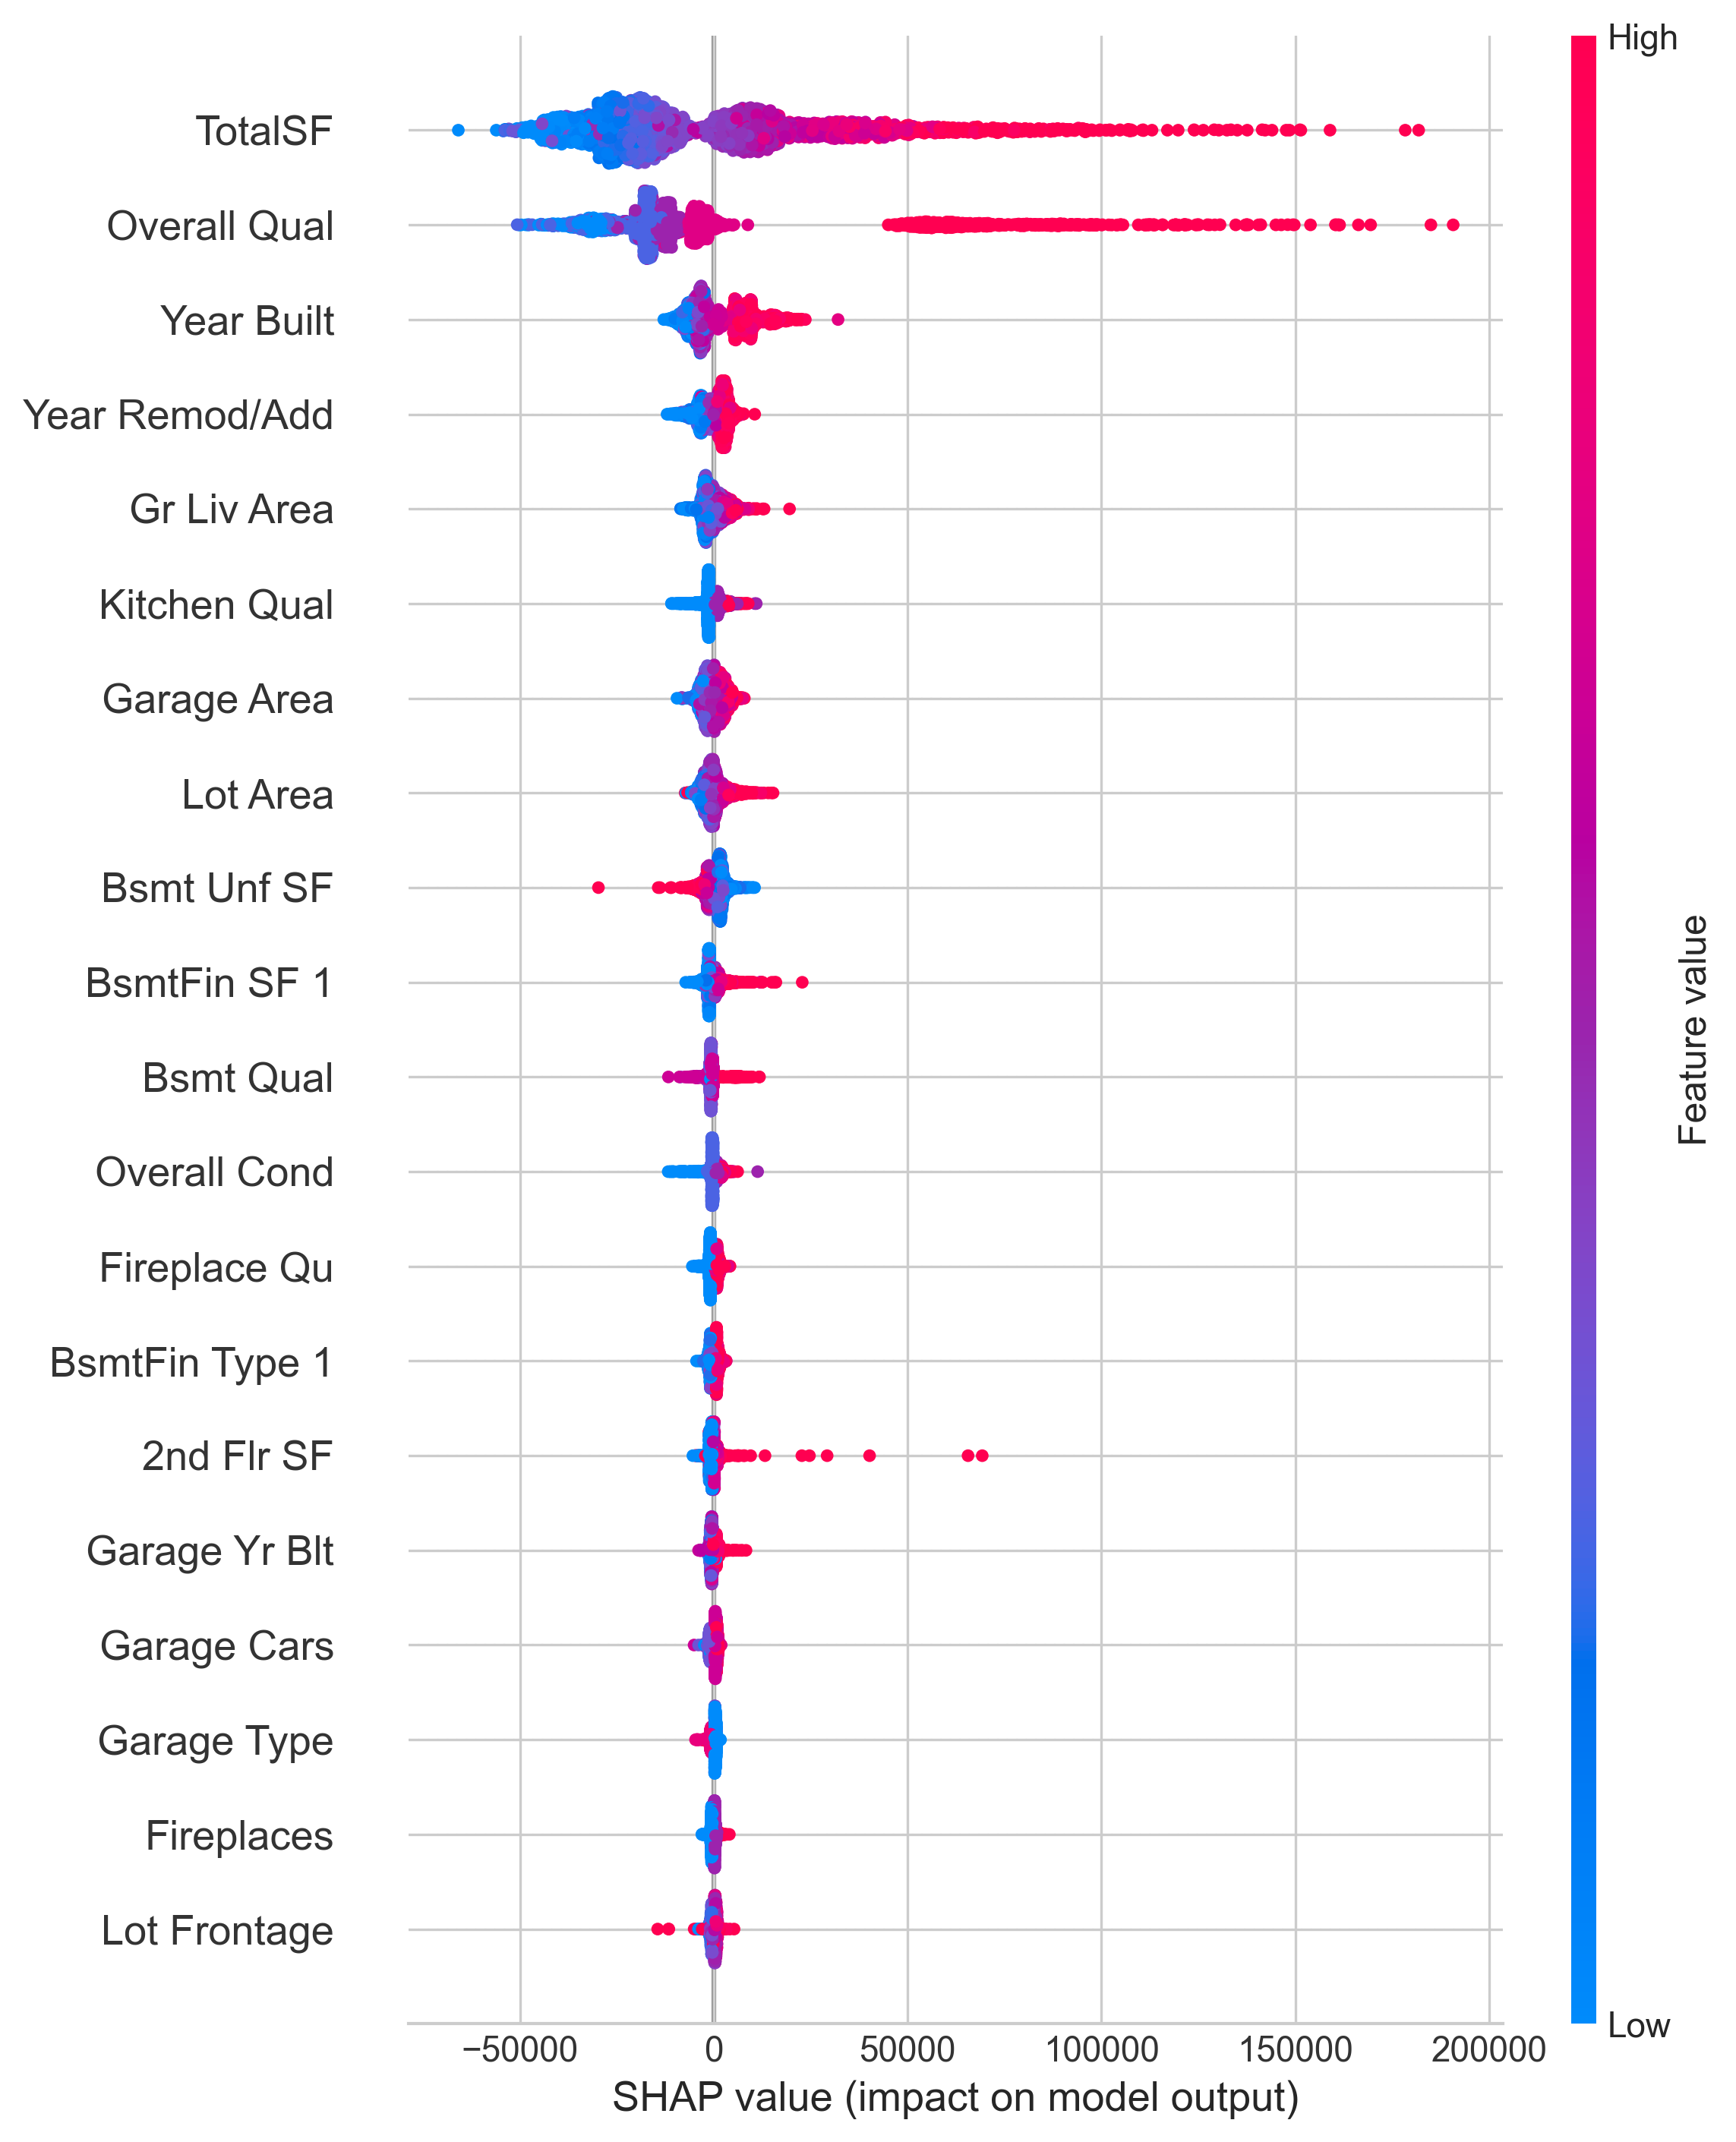 High
TotalSF
Overall Qual
Year Built
Year Remod/Add
Gr Liv Area
Kitchen Qual
Garage Area
Lot Area
Bsmt Unf SF
BsmtFin SF 1
Bsmt Qual
Overall Cond
Fireplace Qu
BsmtFin Type 1
2nd Flr SF
Garage Yr Blt
Garage Cars
Garage Type
Fireplaces
Lot Frontage
Feature value
Low
−50000 0 50000 100000 150000 200000
SHAP value (impact on model output)